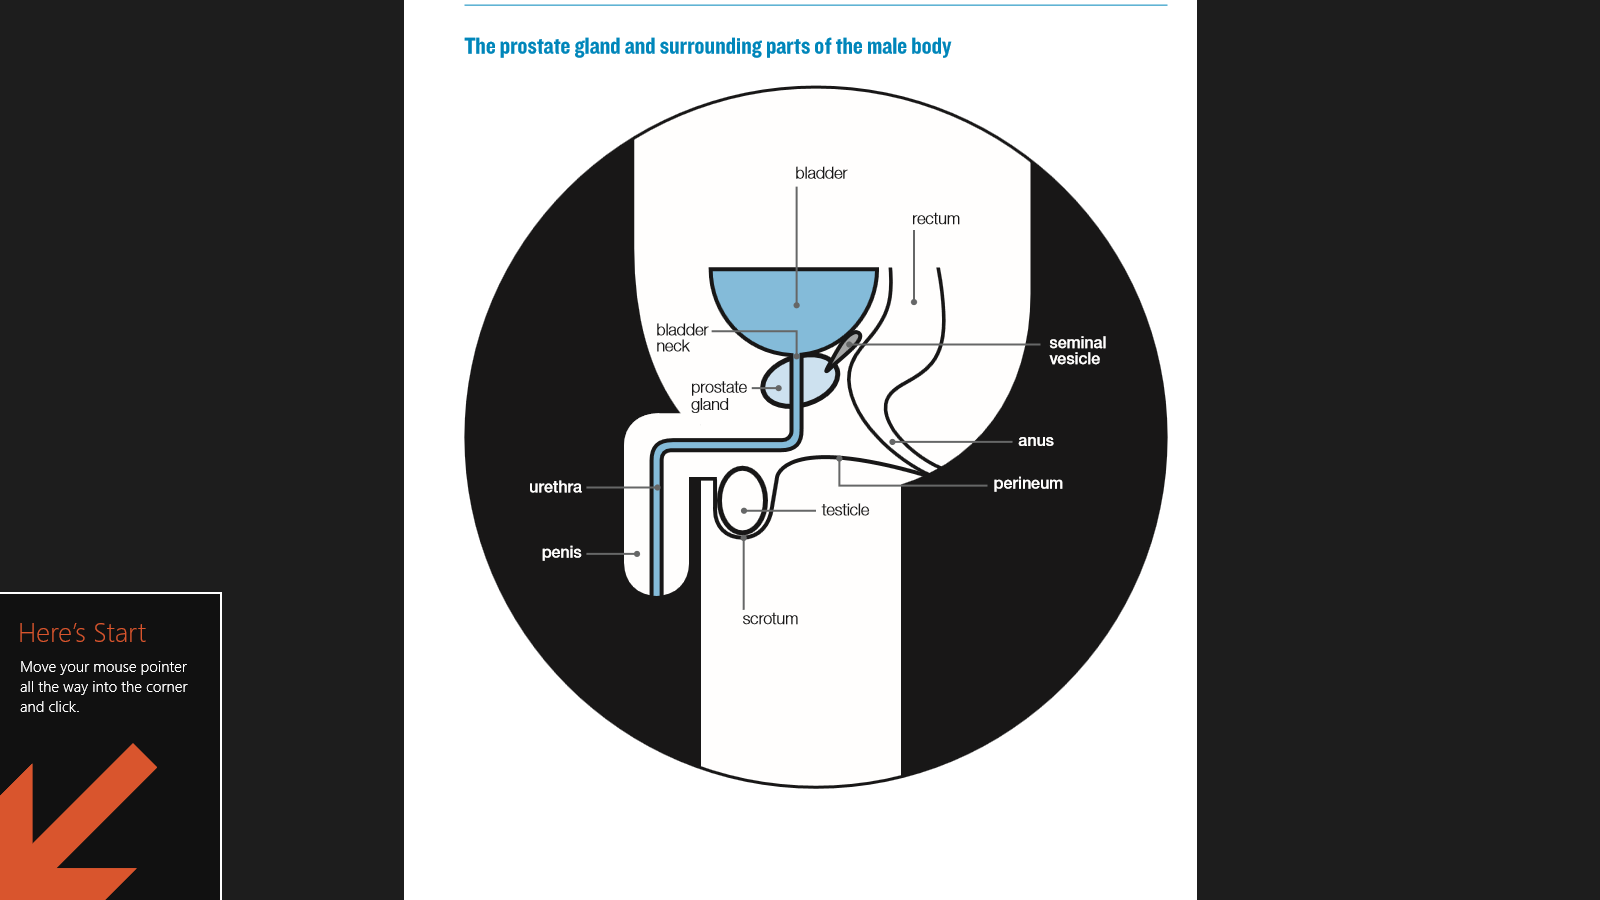 The prostate gland and surrounding parts of the male body
bladder
rectum
bladder
neck
seminal
vesicle
prostate
gland
anus
perineum
urethra
testicle
penis
scrotum
Here's Start
Move your mouse pointer
all the way into the corner
and click.